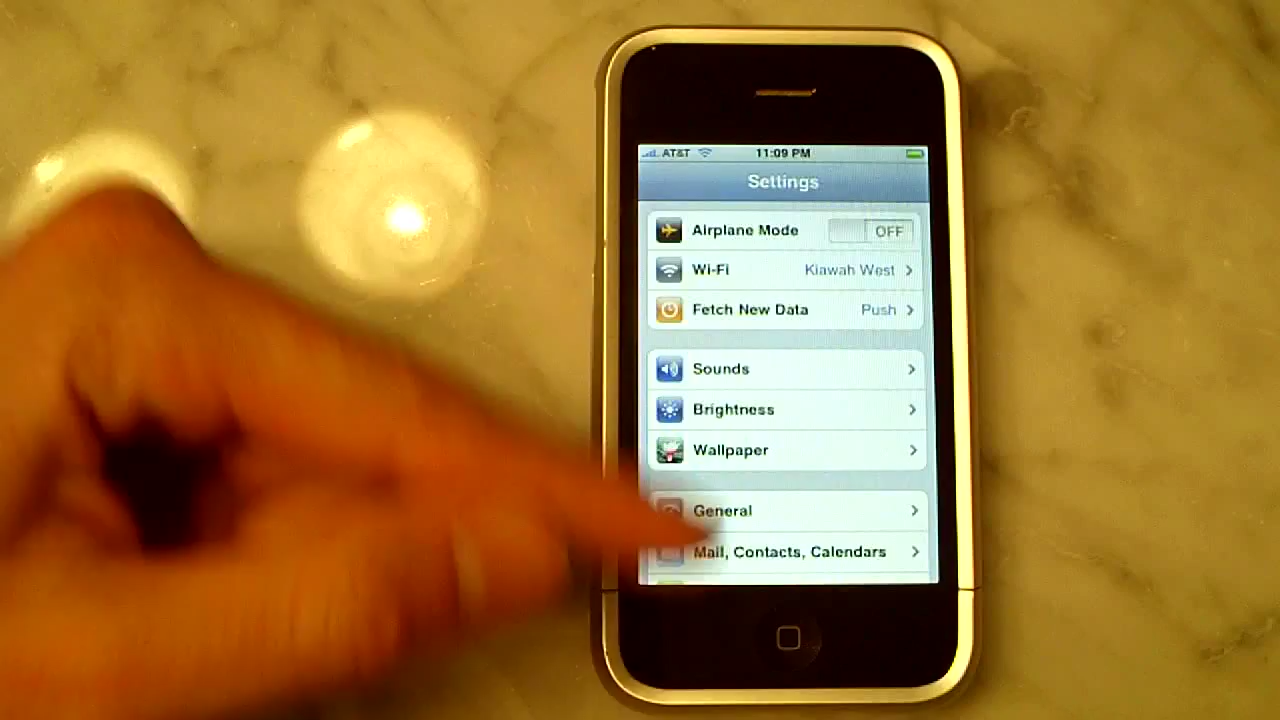 AT&T 11:09 PM
Settings
Airplane Mode OFF
Wi-Fi Kiawah West
Fetch New Data Push
Sounds
Brightness
Wallpaper
General
Mail, Contacts, Calendars